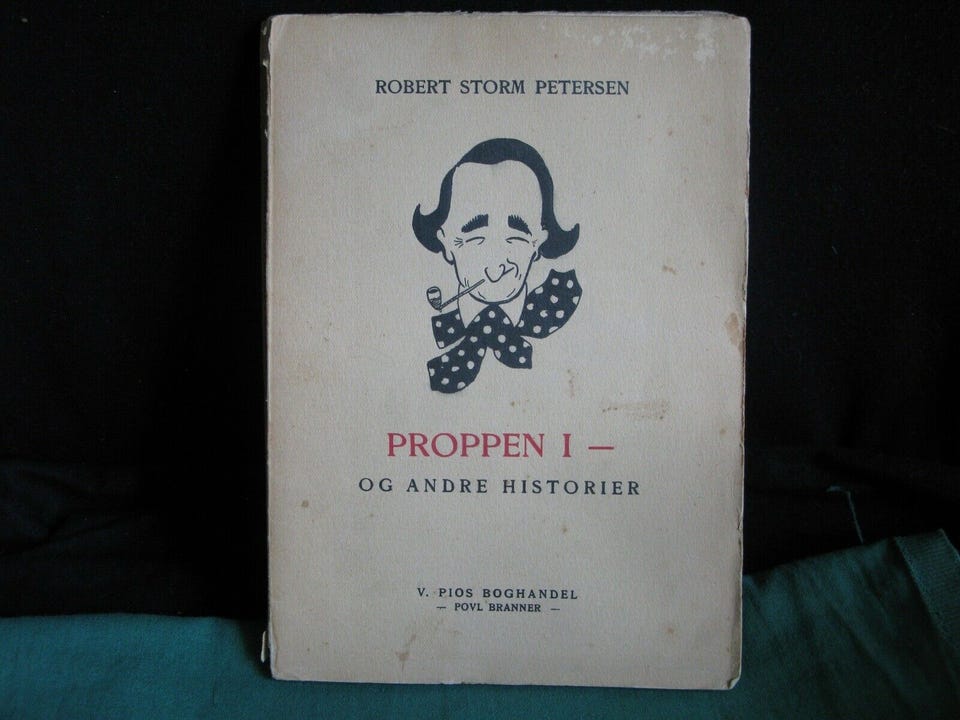 ROBERT STORM PETERSEN
PROPPEN I —
OG ANDRE HISTORIER
V. PIOS BOGHANDEL
— POVL BRANNER —